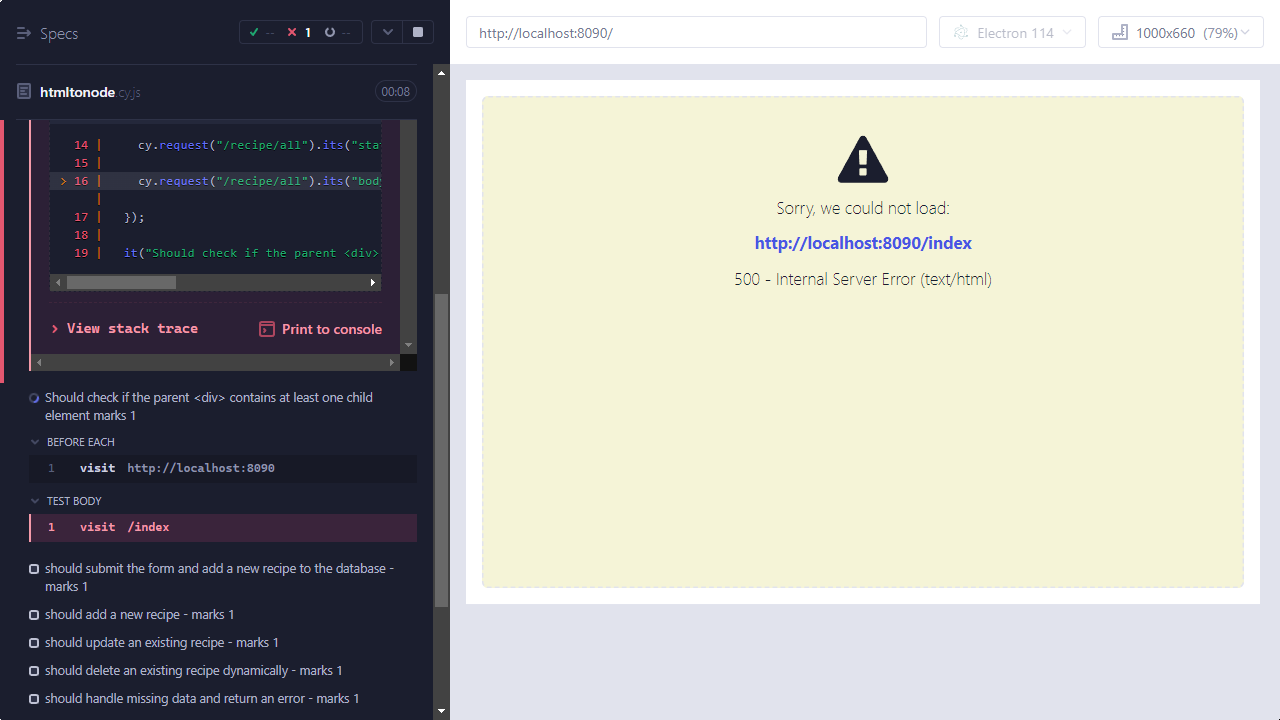 Specs
-- 1 --
htmltonode.cy.js
00:08
14 | cy.request("/recipe/all").its("stat
15 |
> 16 | cy.request("/recipe/all").its("body
|
17 | });
18 |
19 | it("Should check if the parent <div>
> View stack trace
Print to console
Should check if the parent <div> contains at least one child
element marks 1
BEFORE EACH
1 visit http://localhost:8090
TEST BODY
1 visit /index
should submit the form and add a new recipe to the database -
marks 1
should add a new recipe - marks 1
should update an existing recipe - marks 1
should delete an existing recipe dynamically - marks 1
should handle missing data and return an error - marks 1
http://localhost:8090/
Electron 114
1000x660 (79%)
Sorry, we could not load:
http://localhost:8090/index
500 - Internal Server Error (text/html)